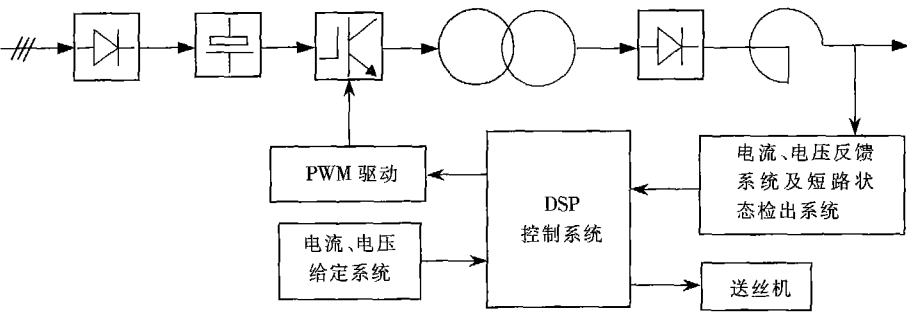 PWM 驱动
电流、电压
给定系统
DSP
控制系统
电流、电压反馈
系统及短路状
态检出系统
送丝机